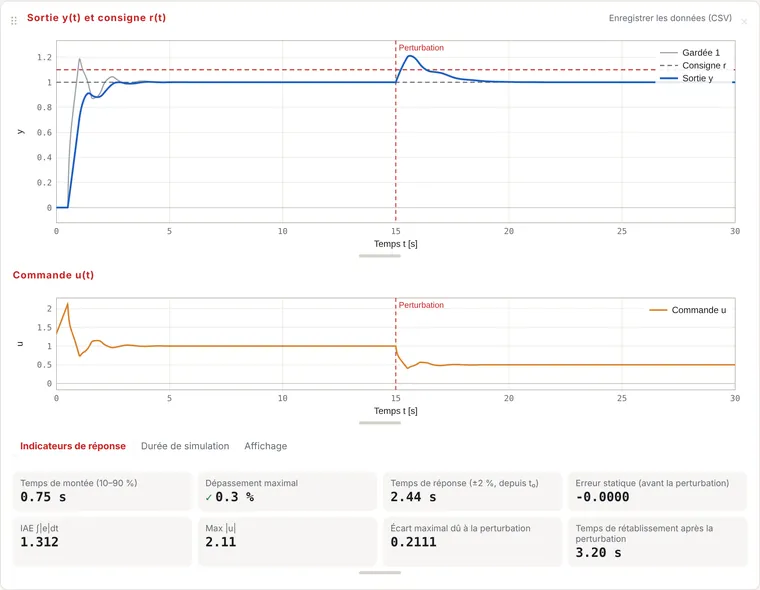 Sortie y(t) et consigne r(t)
Enregistrer les données (CSV)
Perturbation
Gardée 1
Consigne r
Sortie y
1.2
1
0.8
0.6
0.4
0.2
0
y
0 5 10 15 20 25 30
Temps t [s]
Commande u(t)
Perturbation
Commande u
2
1.5
1
0.5
0
u
0 5 10 15 20 25 30
Temps t [s]
Indicateurs de réponse Durée de simulation Affichage
Temps de montée (10–90 %)
0.75 s
Dépassement maximal
✓ 0.3 %
Temps de réponse (±2 %, depuis t₀)
2.44 s
Erreur statique (avant la perturbation)
-0.0000
IAE ∫|e|dt
1.312
Max |u|
2.11
Écart maximal dû à la perturbation
0.2111
Temps de rétablissement après la
perturbation
3.20 s